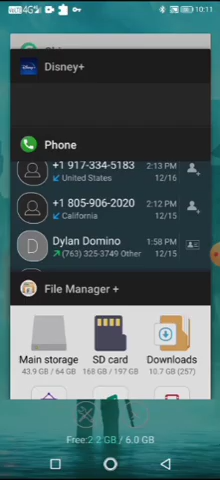 4G
10:11
Disney+
Phone
+1 917-334-5183 2:13 PM
United States 12/16
+1 805-906-2020 2:12 PM
California 12/15
D Dylan Domino 1:58 PM
(763) 325-3749 Other 12/15
File Manager +
Main storage SD card Downloads
43.9 GB / 64 GB 168 GB / 197 GB 10.7 GB (257)
Free:2.2 GB / 6.0 GB